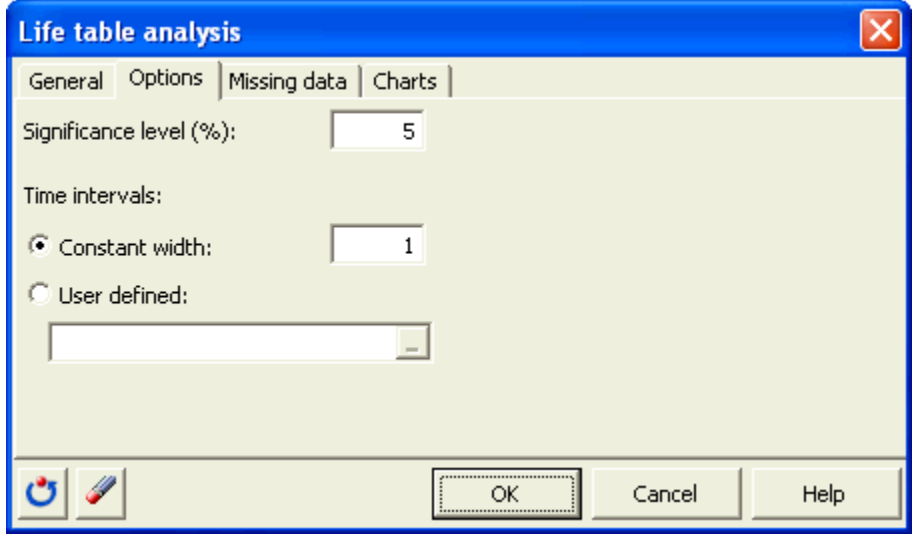 Life table analysis
General Options Missing data Charts
Significance level (%): 5
Time intervals:
Constant width: 1
User defined:
OK Cancel Help